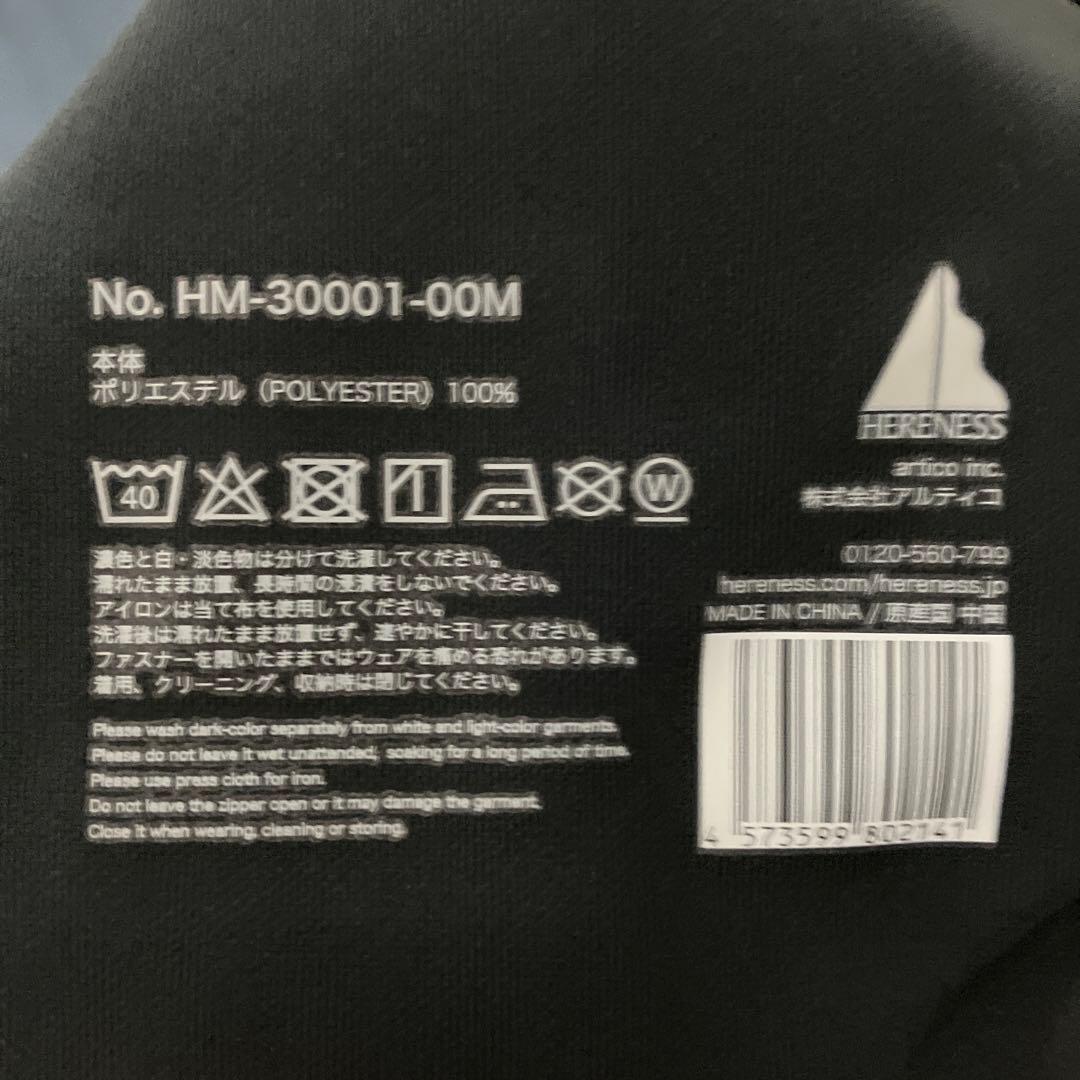 No. HM-30001-00M
本体
ポリエステル（POLYESTER）100%
40
W
濃色と白・淡色物は分けて洗濯してください。
濡れたまま放置、長時間の浸漬をしないでください。
アイロンは当て布を使用してください。
洗濯後は濡れたまま放置せず、速やかに干してください。
ファスナーを開いたままではウェアを痛める恐れがあります。
着用、クリーニング、収納時は閉じてください。
Please wash dark-color separately from white and light-color garments.
Please do not leave it wet unattended, soaking for a long period of time.
Please use press cloth for iron.
Do not leave the zipper open or it may damage the garment.
Close it when wearing, cleaning or storing.
HERENESS
artico inc.
株式会社アルティコ
0120-560-799
hereness.com/hereness.jp
MADE IN CHINA / 原産国 中国
4 573599 802141